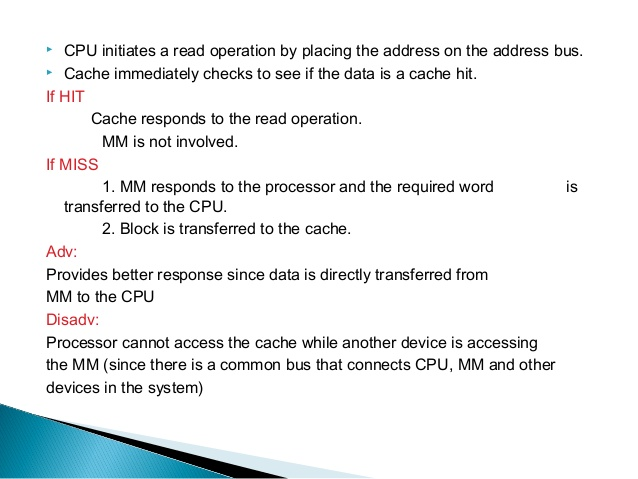 CPU initiates a read operation by placing the address on the address bus.
Cache immediately checks to see if the data is a cache hit.
If HIT
Cache responds to the read operation.
MM is not involved.
If MISS
1. MM responds to the processor and the required word is
transferred to the CPU.
2. Block is transferred to the cache.
Adv:
Provides better response since data is directly transferred from
MM to the CPU
Disadv:
Processor cannot access the cache while another device is accessing
the MM (since there is a common bus that connects CPU, MM and other
devices in the system)